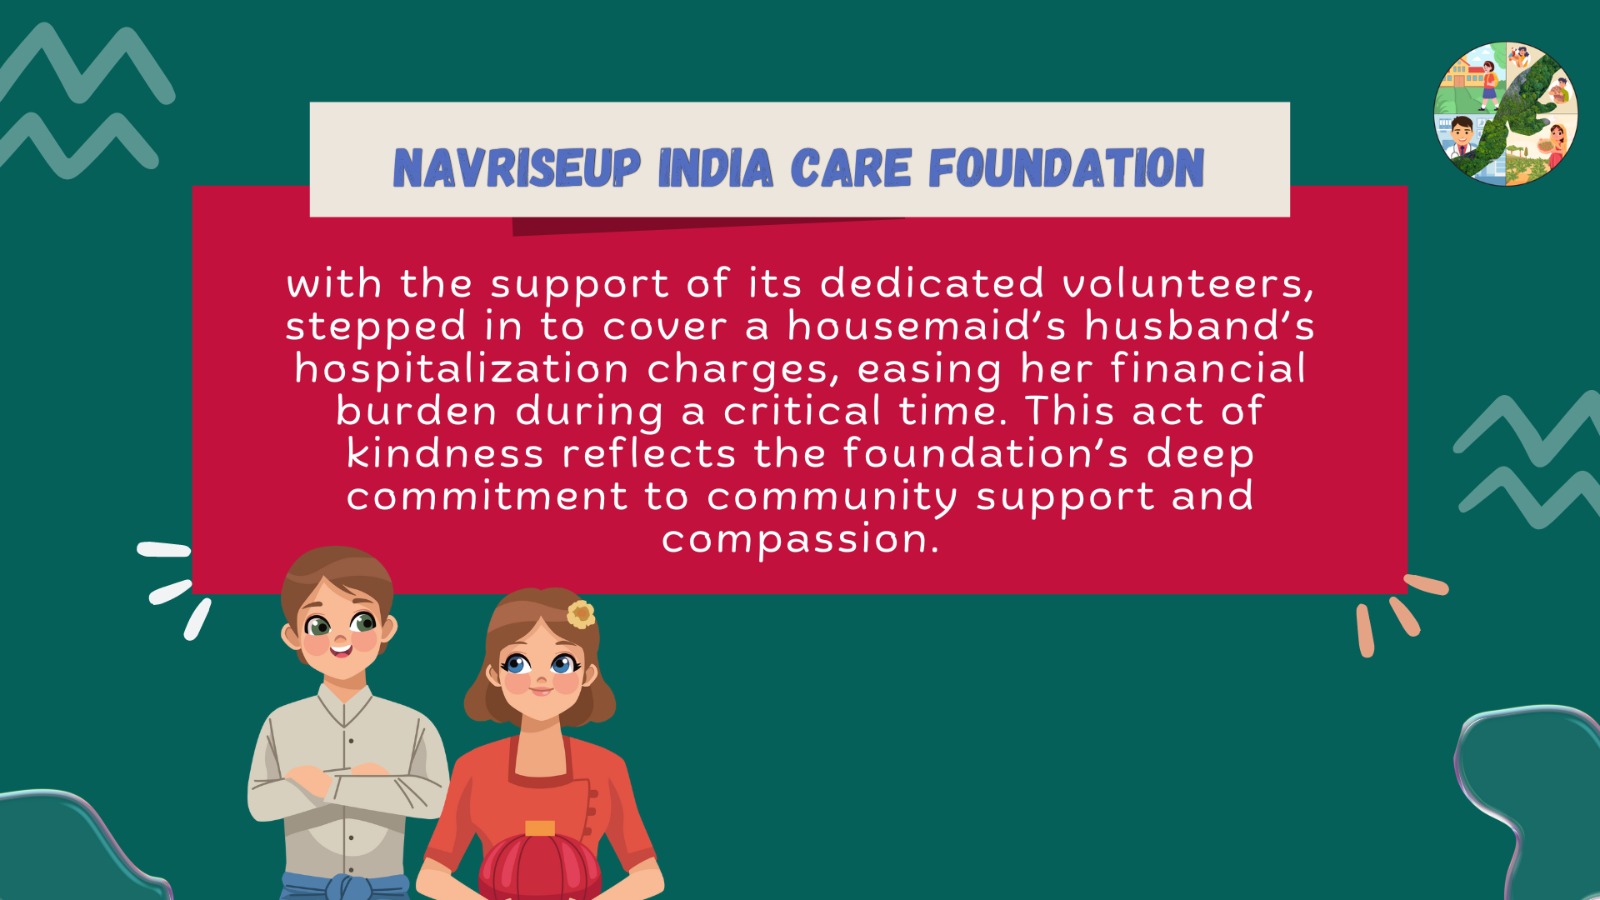 NAVRISEUP INDIA CARE FOUNDATION
with the support of its dedicated volunteers,
stepped in to cover a housemaid’s husband’s
hospitalization charges, easing her financial
burden during a critical time. This act of
kindness reflects the foundation’s deep
commitment to community support and
compassion.